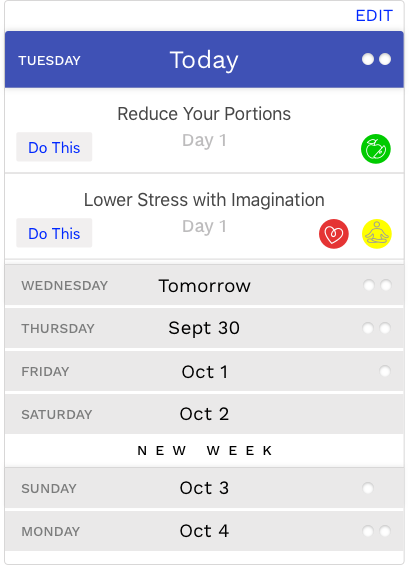 EDIT
TUESDAY Today
Reduce Your Portions
Do This Day 1
Lower Stress with Imagination
Do This Day 1
WEDNESDAY Tomorrow
THURSDAY Sept 30
FRIDAY Oct 1
SATURDAY Oct 2
NEW WEEK
SUNDAY Oct 3
MONDAY Oct 4